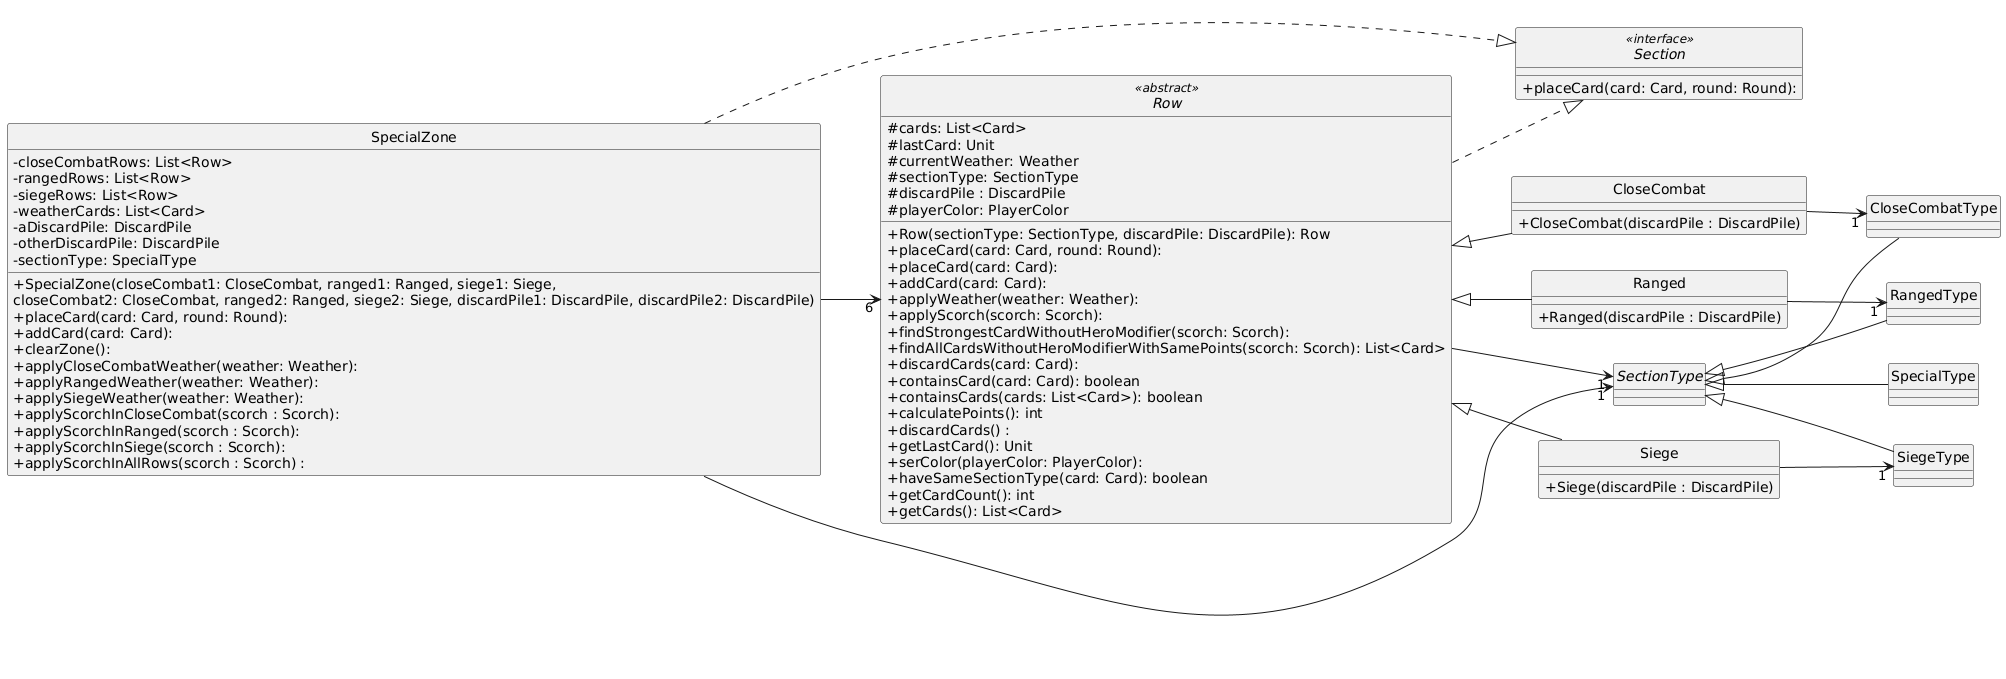 SpecialZone
-closeCombatRows: List<Row>
-rangedRows: List<Row>
-siegeRows: List<Row>
-weatherCards: List<Card>
-aDiscardPile: DiscardPile
-otherDiscardPile: DiscardPile
-sectionType: SpecialType
+SpecialZone(closeCombat1: CloseCombat, ranged1: Ranged, siege1: Siege,
closeCombat2: CloseCombat, ranged2: Ranged, siege2: Siege, discardPile1: DiscardPile, discardPile2: DiscardPile)
+placeCard(card: Card, round: Round):
+addCard(card: Card):
+clearZone():
+applyCloseCombatWeather(weather: Weather):
+applyRangedWeather(weather: Weather):
+applySiegeWeather(weather: Weather):
+applyScorchInCloseCombat(scorch : Scorch):
+applyScorchInRanged(scorch : Scorch):
+applyScorchInSiege(scorch : Scorch):
+applyScorchInAllRows(scorch : Scorch) :
6
«abstract»
Row
#cards: List<Card>
#lastCard: Unit
#currentWeather: Weather
#sectionType: SectionType
#discardPile : DiscardPile
#playerColor: PlayerColor
+Row(sectionType: SectionType, discardPile: DiscardPile): Row
+placeCard(card: Card, round: Round):
+placeCard(card: Card):
+addCard(card: Card):
+applyWeather(weather: Weather):
+applyScorch(scorch: Scorch):
+findStrongestCardWithoutHeroModifier(scorch: Scorch):
+findAllCardsWithoutHeroModifierWithSamePoints(scorch: Scorch): List<Card>
+discardCards(card: Card):
+containsCard(card: Card): boolean
+containsCards(cards: List<Card>): boolean
+calculatePoints(): int
+discardCards() :
+getLastCard(): Unit
+serColor(playerColor: PlayerColor):
+haveSameSectionType(card: Card): boolean
+getCardCount(): int
+getCards(): List<Card>
«interface»
Section
+placeCard(card: Card, round: Round):
CloseCombat
+CloseCombat(discardPile : DiscardPile)
1
CloseCombatType
Ranged
+Ranged(discardPile : DiscardPile)
1
RangedType
1
1
SectionType
SpecialType
Siege
+Siege(discardPile : DiscardPile)
1
SiegeType